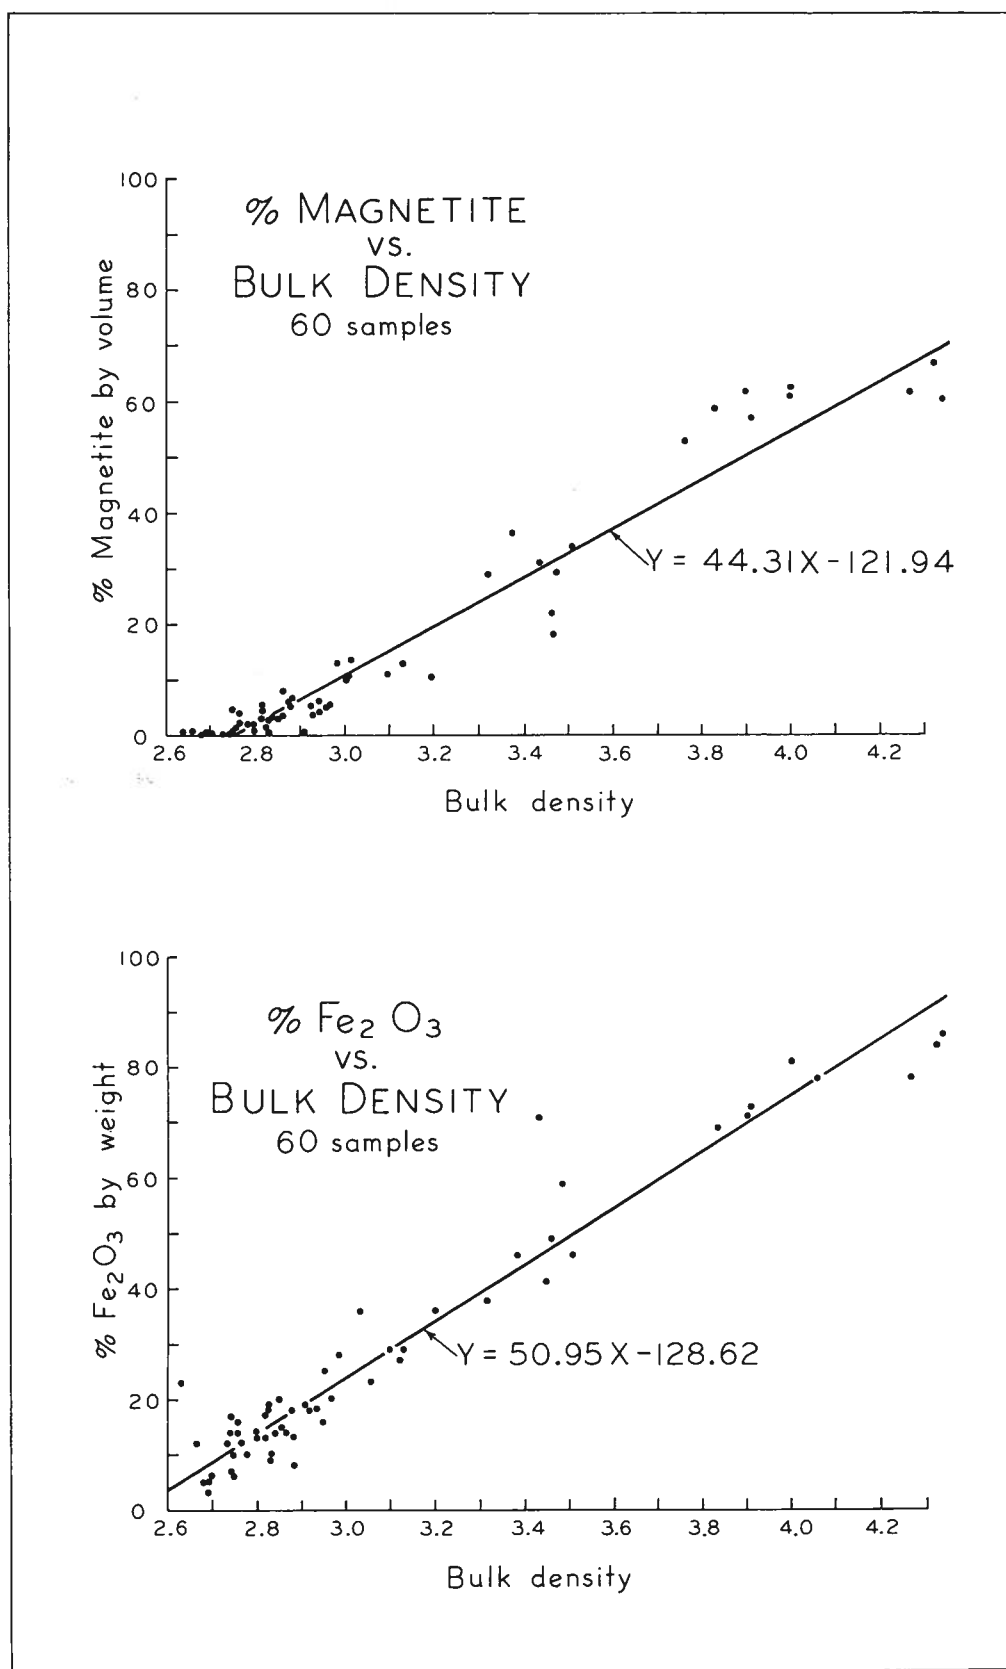 % MAGNETITE
vs.
BULK DENSITY
60 samples
% Magnetite by volume
100
80
60
40
20
0
Y = 44.31X-121.94
2.6 2.8 3.0 3.2 3.4 3.6 3.8 4.0 4.2
Bulk density
% Fe2 O3
vs.
BULK DENSITY
60 samples
% Fe2O3 by weight
100
80
60
40
20
0
Y = 50.95X-128.62
2.6 2.8 3.0 3.2 3.4 3.6 3.8 4.0 4.2
Bulk density